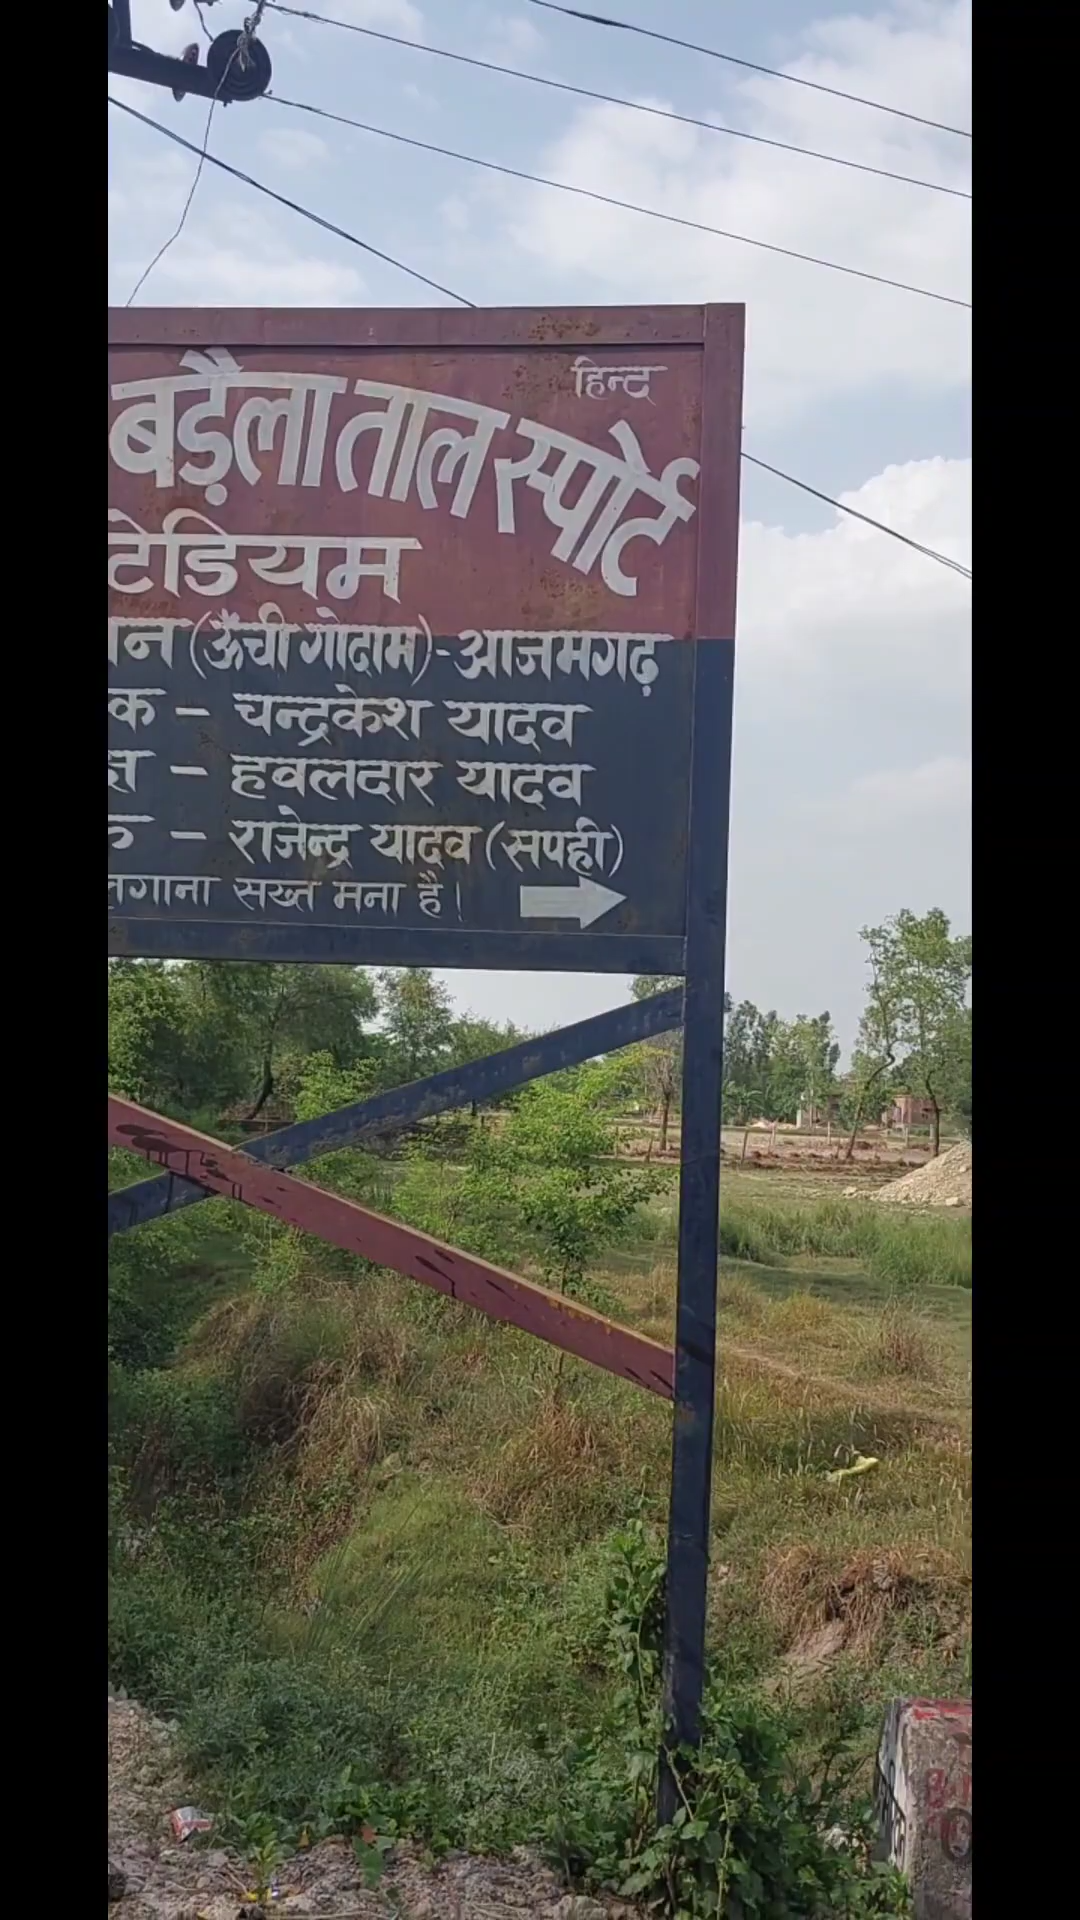 हिन्द
बड़ैला ताल स्पोर्ट
टेडियम
न (ऊँची गोदाम)-आजमगढ़
क - चन्द्रकेश यादव
- हवलदार यादव
- राजेन्द्र यादव (सपही)
लगाना सख्त मना है।